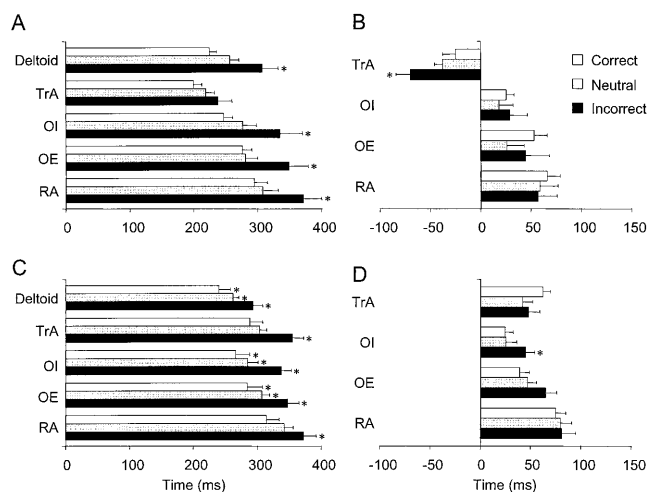 A
Deltoid
*
TrA
OI
*
OE
*
RA
*
0 100 200 300 400
B
TrA
*
OI
OE
RA
-100 -50 0 50 100 150
Correct
Neutral
Incorrect
C
Deltoid
*
*
*
TrA
*
OI
*
*
*
OE
*
*
*
RA
*
0 100 200 300 400
Time (ms)
D
TrA
OI
*
OE
RA
-100 -50 0 50 100 150
Time (ms)